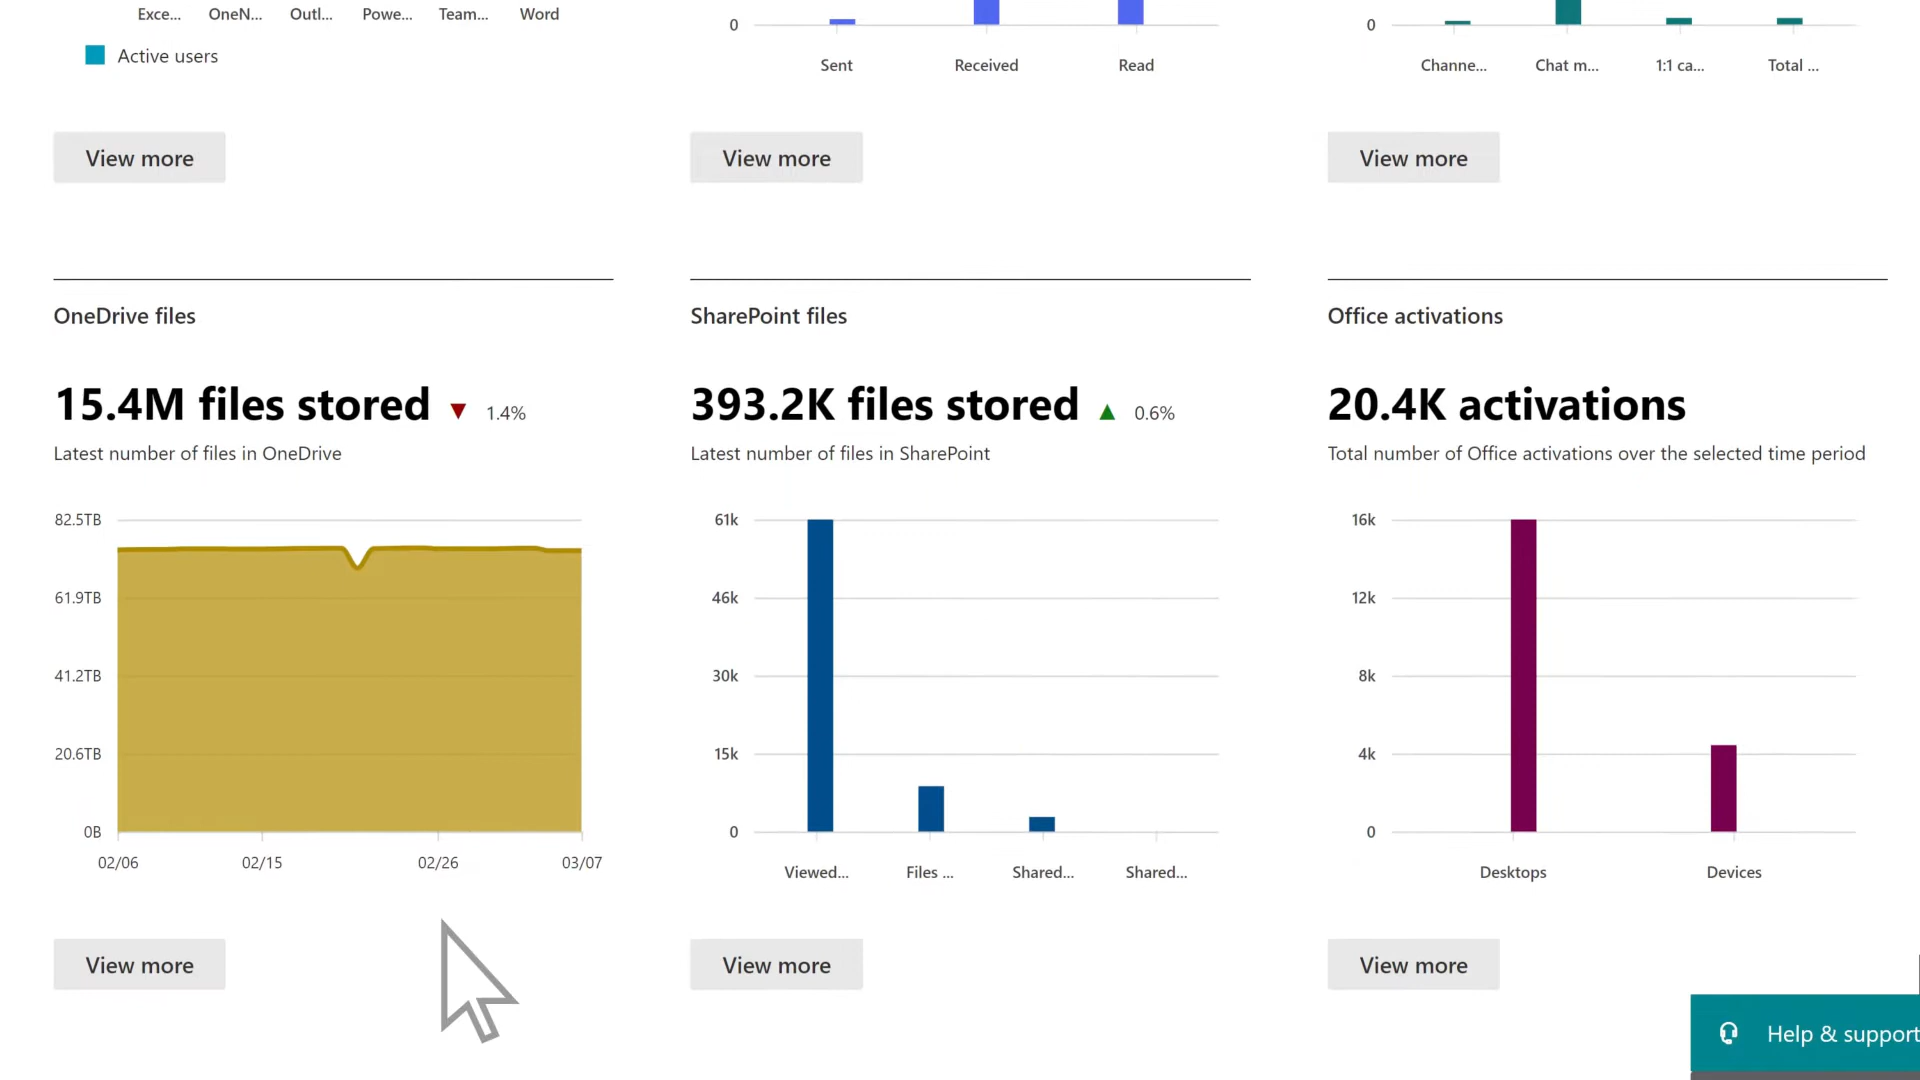 Exce... OneN... Outl... Powe... Team... Word
Active users
0
Sent Received Read
0
Channe... Chat m... 1:1 ca... Total ...
View more
View more
View more
OneDrive files
15.4M files stored ▼ 1.4%
Latest number of files in OneDrive
82.5TB
61.9TB
41.2TB
20.6TB
0B
02/06 02/15 02/26 03/07
View more
SharePoint files
393.2K files stored ▲ 0.6%
Latest number of files in SharePoint
61k
46k
30k
15k
0
Viewed... Files ... Shared... Shared...
View more
Office activations
20.4K activations
Total number of Office activations over the selected time period
16k
12k
8k
4k
0
Desktops Devices
View more
Help & support